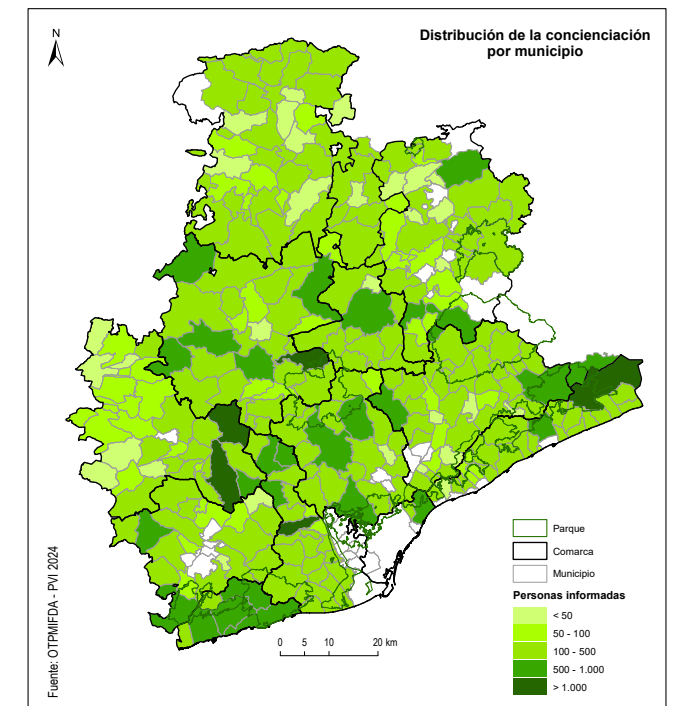 Distribución de la concienciación
por municipio
N
Parque
Comarca
Municipio
Personas informadas
< 50
50 - 100
100 - 500
500 - 1.000
> 1.000
0 5 10 20 km
Fuente: OTPMIFDA - PVI 2024